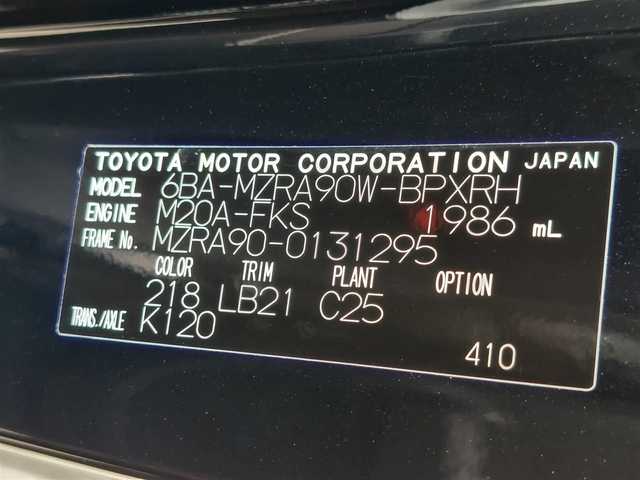 TOYOTA MOTOR CORPORATION JAPAN
MODEL 6BA-MZRA90W-BPXRH
ENGINE M20A-FKS 1986 mL
FRAME No. MZRA90-0131295
COLOR TRIM PLANT OPTION
218 LB21 C25
TRANS./AXLE K120
410